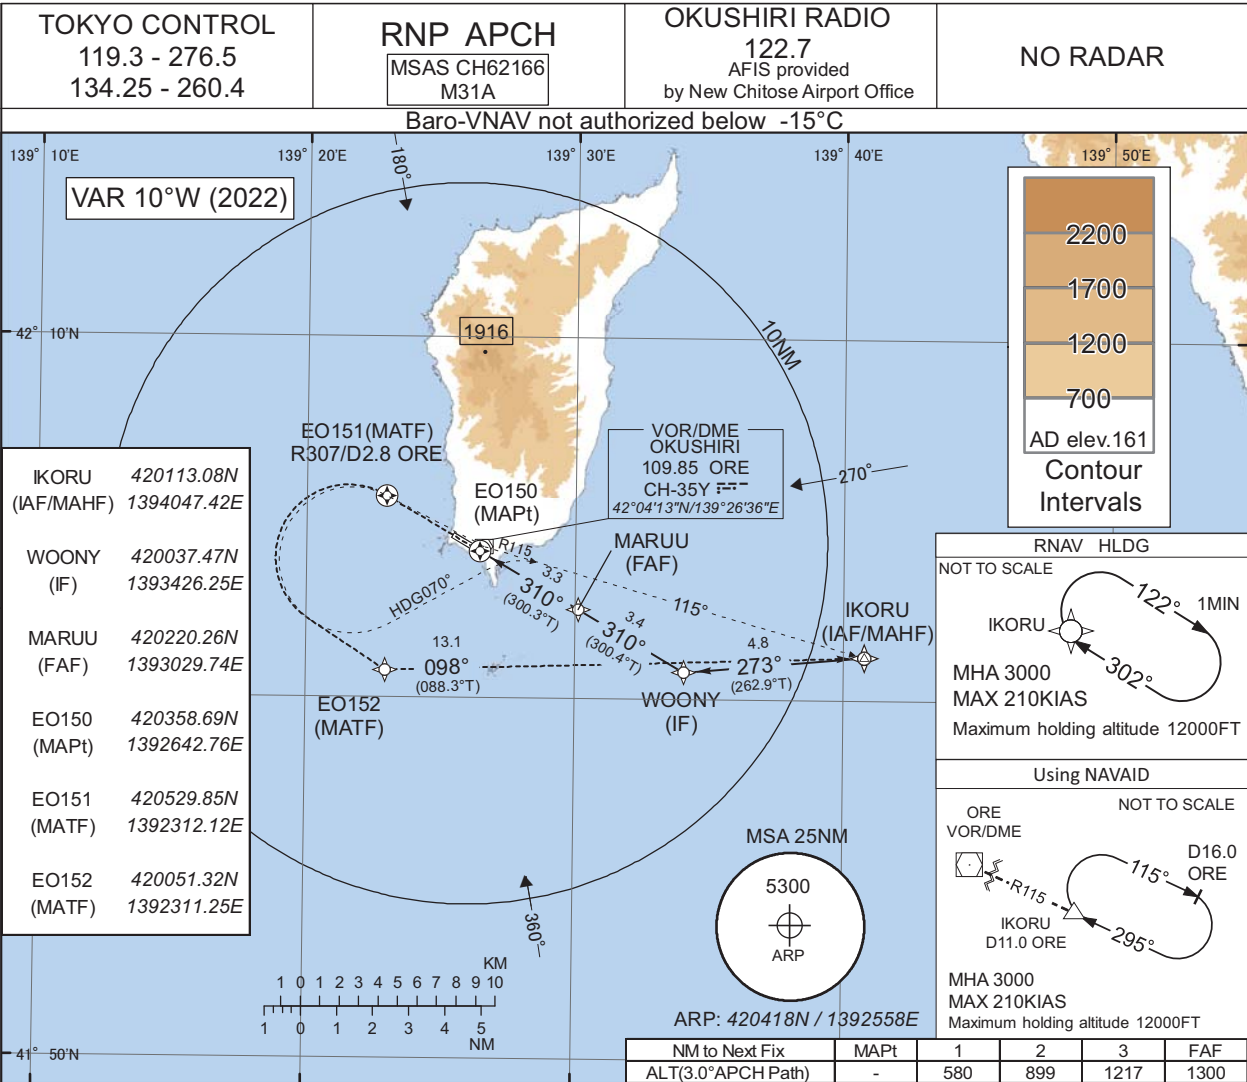 TOKYO CONTROL
119.3 - 276.5
134.25 - 260.4
RNP APCH
MSAS CH62166
M31A
OKUSHIRI RADIO
122.7
AFIS provided
by New Chitose Airport Office
NO RADAR
Baro-VNAV not authorized below -15°C
139° 10'E
139° 20'E
139° 30'E
139° 40'E
139° 50'E
VAR 10°W (2022)
180°
10NM
1916
42° 10'N
2200
1700
1200
700
AD elev.161
Contour
Intervals
EO151(MATF)
R307/D2.8 ORE
VOR/DME
OKUSHIRI
109.85 ORE
CH-35Y
42°04'13"N/139°26'36"E
270°
EO150
(MAPt)
MARUU
(FAF)
IKORU
(IAF/MAHF)
R115
3.3
310°
(300.3°T)
3.4
310°
(300.4°T)
115°
HDG070°
13.1
098°
(088.3°T)
4.8
273°
(262.9°T)
EO152
(MATF)
WOONY
(IF)
IKORU 420113.08N
(IAF/MAHF) 1394047.42E
WOONY 420037.47N
(IF) 1393426.25E
MARUU 420220.26N
(FAF) 1393029.74E
EO150 420358.69N
(MAPt) 1392642.76E
EO151 420529.85N
(MATF) 1392312.12E
EO152 420051.32N
(MATF) 1392311.25E
RNAV HLDG
NOT TO SCALE
122°
1MIN
IKORU
302°
MHA 3000
MAX 210KIAS
Maximum holding altitude 12000FT
Using NAVAID
NOT TO SCALE
ORE
VOR/DME
D16.0
ORE
115°
R115
IKORU
D11.0 ORE
295°
MHA 3000
MAX 210KIAS
Maximum holding altitude 12000FT
MSA 25NM
5300
ARP
ARP: 420418N / 1392558E
360°
KM
1 0 1 2 3 4 5 6 7 8 9 10
1 0 1 2 3 4 5
NM
41° 50'N
NM to Next Fix MAPt 1 2 3 FAF
ALT(3.0°APCH Path) - 580 899 1217 1300